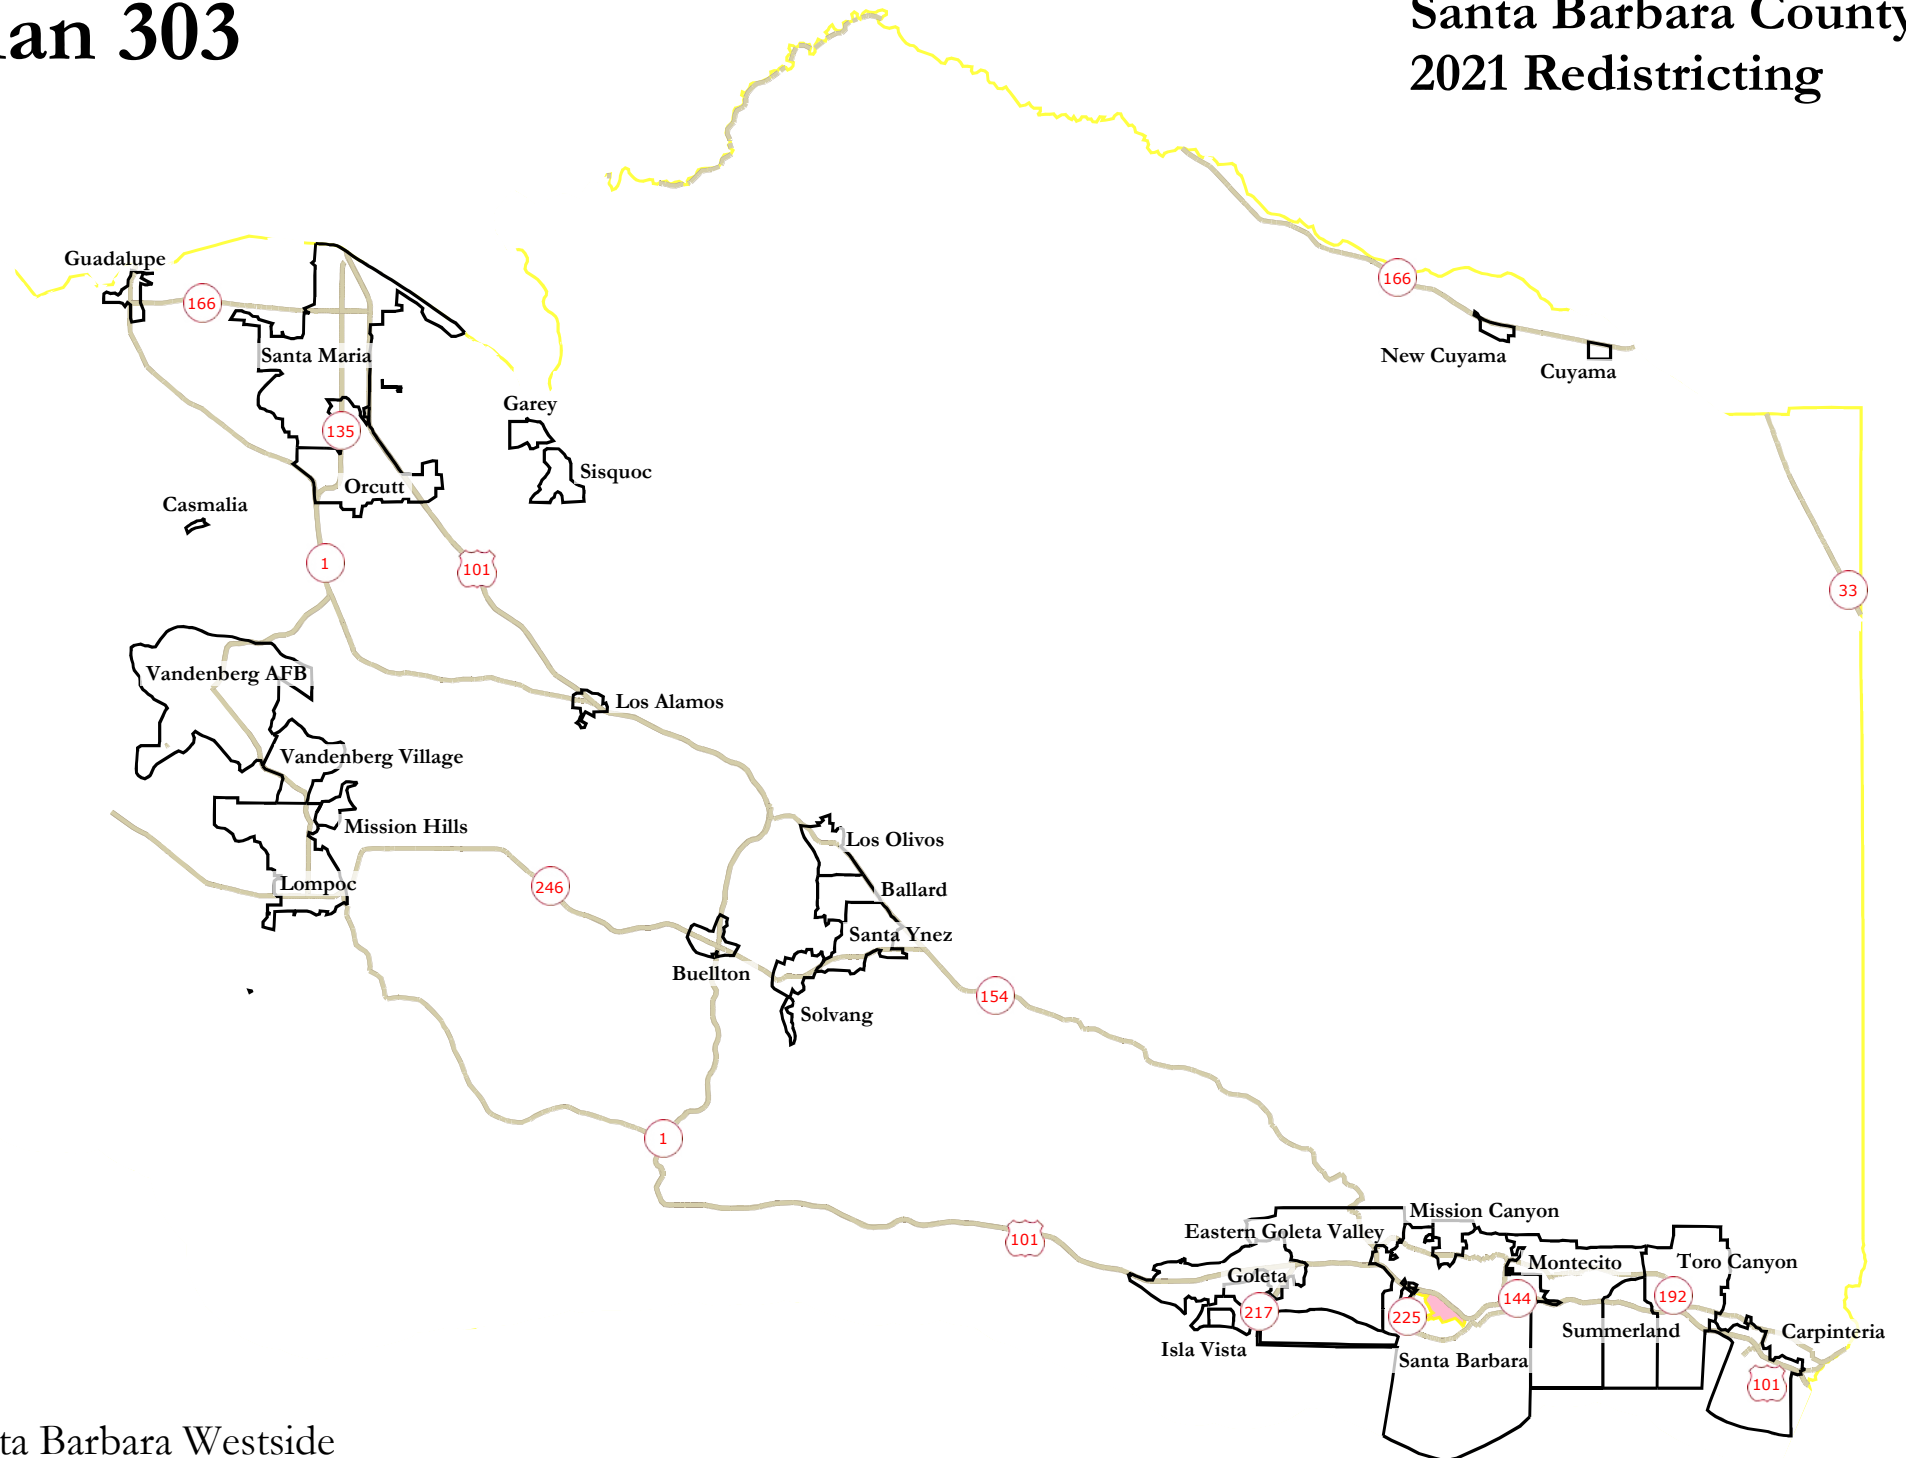 lan 303
Santa Barbara County
2021 Redistricting
166
Guadalupe
166
Santa Maria
New Cuyama
Cuyama
Garey
135
Sisquoc
Orcutt
Casmalia
1
101
33
Vandenberg AFB
Los Alamos
Vandenberg Village
Mission Hills
Los Olivos
Lompoc
246
Ballard
Santa Ynez
Buellton
154
Solvang
1
Mission Canyon
101
Eastern Goleta Valley
Goleta
Montecito
Toro Canyon
217
225
144
192
Summerland
Carpinteria
Isla Vista
Santa Barbara
101
ta Barbara Westside